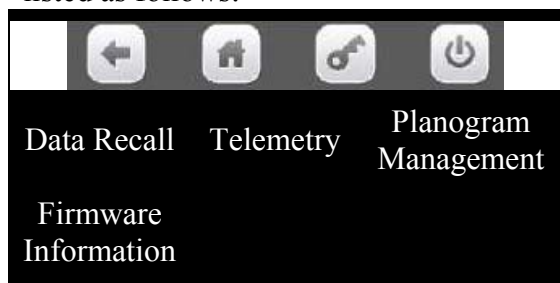 listed as follows:
Data Recall Telemetry Planogram
Management
Firmware
Information